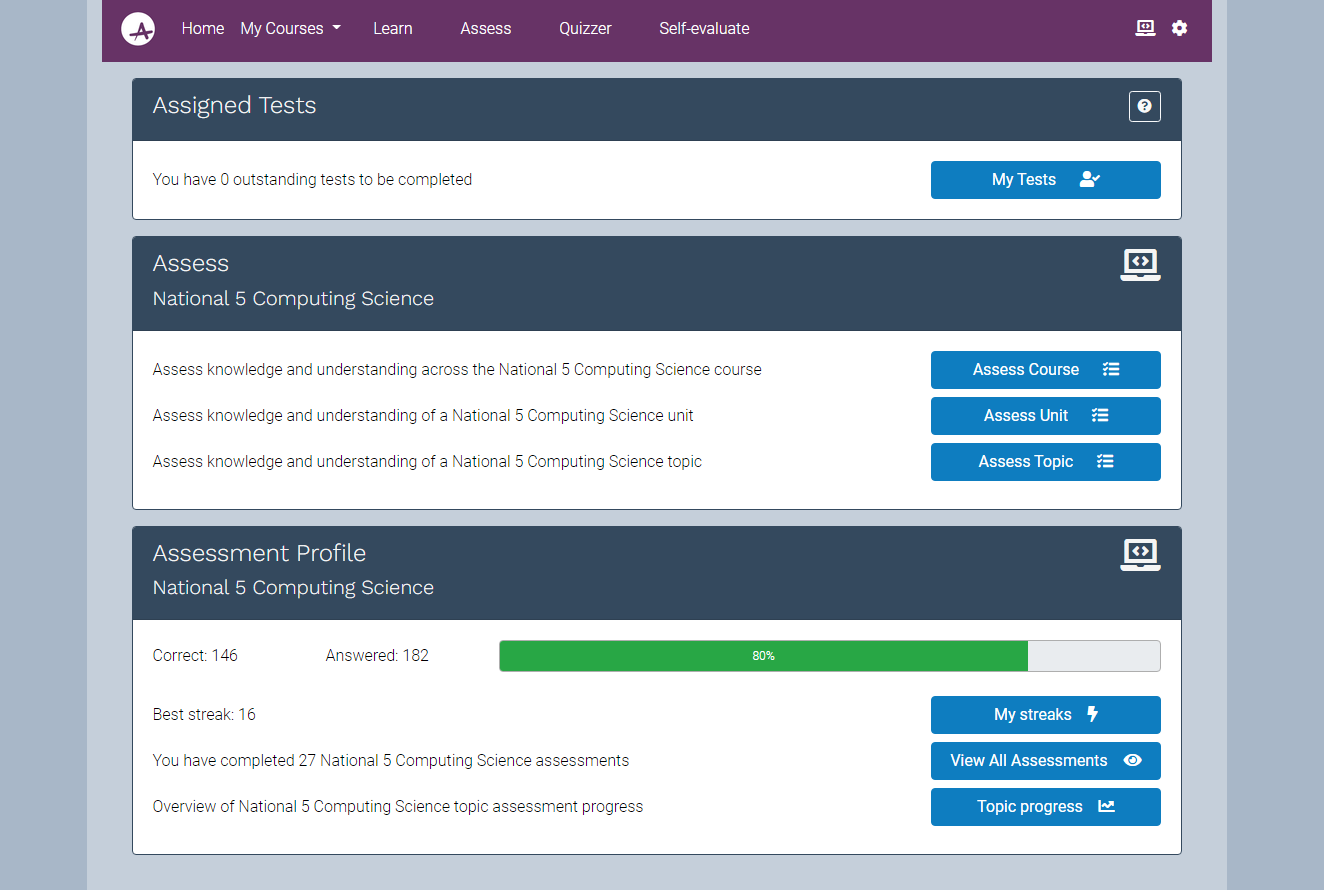 Home My Courses Learn Assess Quizzer Self-evaluate
Assigned Tests
You have 0 outstanding tests to be completed
My Tests
Assess
National 5 Computing Science
Assess knowledge and understanding across the National 5 Computing Science course
Assess Course
Assess knowledge and understanding of a National 5 Computing Science unit
Assess Unit
Assess knowledge and understanding of a National 5 Computing Science topic
Assess Topic
Assessment Profile
National 5 Computing Science
Correct: 146 Answered: 182 80%
Best streak: 16
My streaks
You have completed 27 National 5 Computing Science assessments
View All Assessments
Overview of National 5 Computing Science topic assessment progress
Topic progress